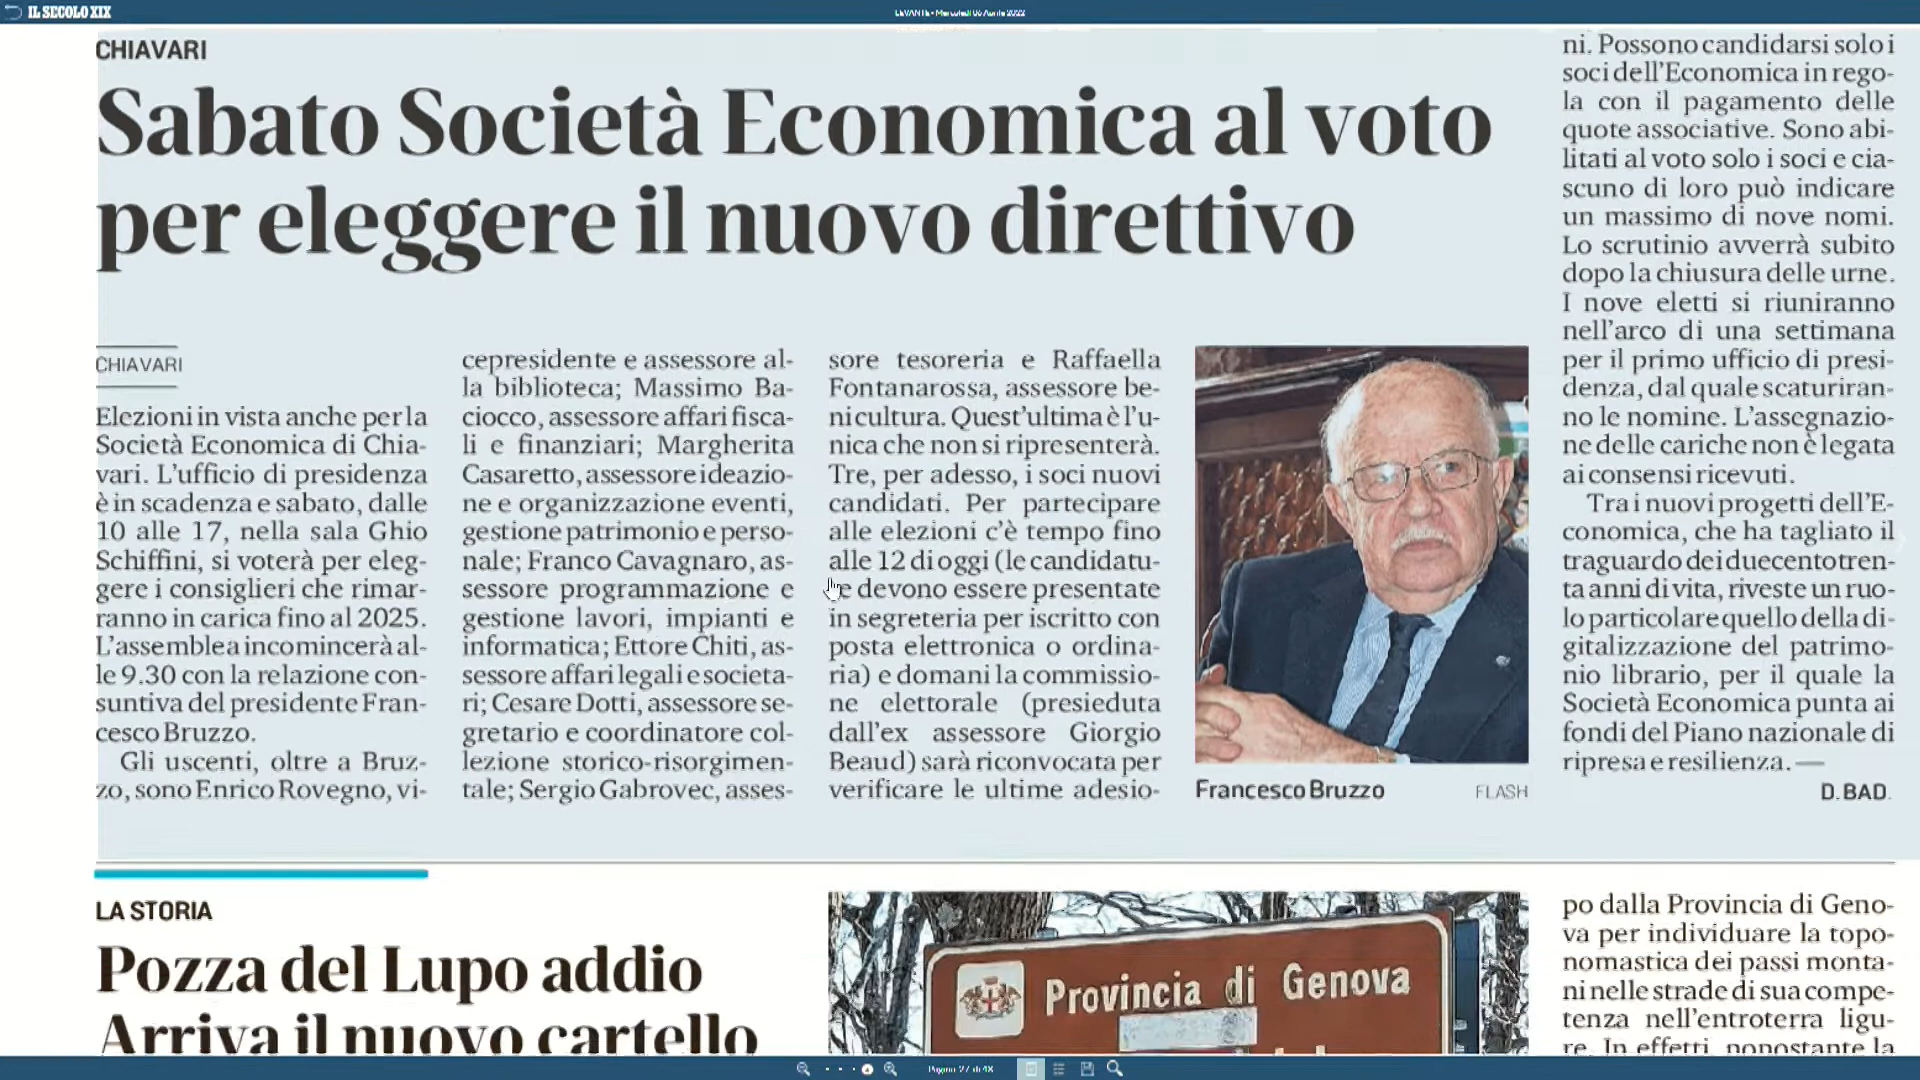 IL SECOLO XIX
LEVANTE - Mercoledì 06 Aprile 2022
CHIAVARI
Sabato Società Economica al voto
per eleggere il nuovo direttivo
CHIAVARI
Elezioni in vista anche per la
Società Economica di Chia-
vari. L'ufficio di presidenza
è in scadenza e sabato, dalle
10 alle 17, nella sala Ghio
Schiffini, si voterà per eleg-
gere i consiglieri che rimar-
ranno in carica fino al 2025.
L'assemblea incomincerà al-
le 9.30 con la relazione con-
suntiva del presidente Fran-
cesco Bruzzo.
Gli uscenti, oltre a Bruz-
zo, sono Enrico Rovegno, vi-
cepresidente e assessore al-
la biblioteca; Massimo Ba-
ciocco, assessore affari fisca-
li e finanziari; Margherita
Casaretto, assessore ideazio-
ne e organizzazione eventi,
gestione patrimonio e perso-
nale; Franco Cavagnaro, as-
sessore programmazione e
gestione lavori, impianti e
informatica; Ettore Chiti, as-
sessore affari legali e societa-
ri; Cesare Dotti, assessore se-
gretario e coordinatore col-
lezione storico-risorgimen-
tale; Sergio Gabrovec, asses-
sore tesoreria e Raffaella
Fontanarossa, assessore be-
ni cultura. Quest'ultima è l'u-
nica che non si ripresenterà.
Tre, per adesso, i soci nuovi
candidati. Per partecipare
alle elezioni c'è tempo fino
alle 12 di oggi (le candidatu-
re devono essere presentate
in segreteria per iscritto con
posta elettronica o ordina-
ria) e domani la commissio-
ne elettorale (presieduta
dall'ex assessore Giorgio
Beaud) sarà riconvocata per
verificare le ultime adesio-
Francesco Bruzzo
FLASH
ni. Possono candidarsi solo i
soci dell'Economica in rego-
la con il pagamento delle
quote associative. Sono abi-
litati al voto solo i soci e cia-
scuno di loro può indicare
un massimo di nove nomi.
Lo scrutinio avverrà subito
dopo la chiusura delle urne.
I nove eletti si riuniranno
nell'arco di una settimana
per il primo ufficio di presi-
denza, dal quale scaturiran-
no le nomine. L'assegnazio-
ne delle cariche non è legata
ai consensi ricevuti.
Tra i nuovi progetti dell'E-
conomica, che ha tagliato il
traguardo dei duecentotren-
ta anni di vita, riveste un ruo-
lo particolare quello della di-
gitalizzazione del patrimo-
nio librario, per il quale la
Società Economica punta ai
fondi del Piano nazionale di
ripresa e resilienza. —
D. BAD.
LA STORIA
Pozza del Lupo addio
Arriva il nuovo cartello
Provincia di Genova
po dalla Provincia di Geno-
va per individuare la topo-
nomastica dei passi monta-
ni nelle strade di sua compe-
tenza nell'entroterra ligu-
re. In effetti, nonostante la
Pagina 27 di 48